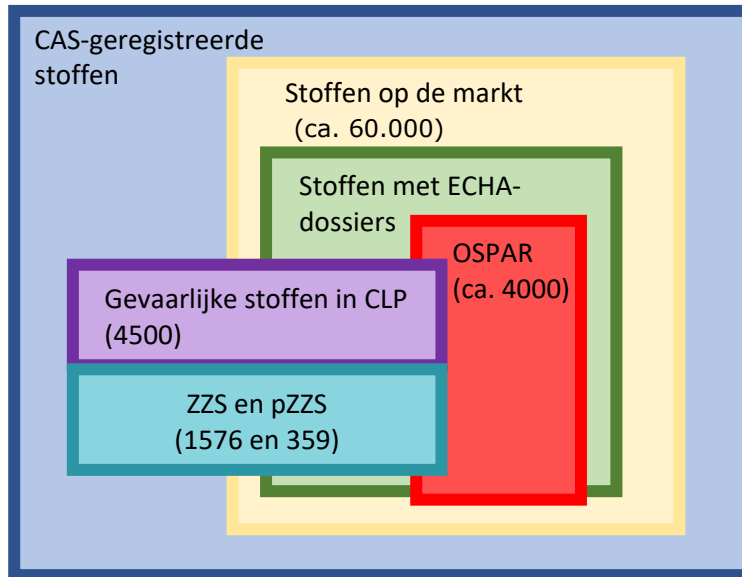 CAS-geregistreerde
stoffen
Stoffen op de markt
(ca. 60.000)
Stoffen met ECHA-
dossiers
OSPAR
(ca. 4000)
Gevaarlijke stoffen in CLP
(4500)
ZZS en pZZS
(1576 en 359)